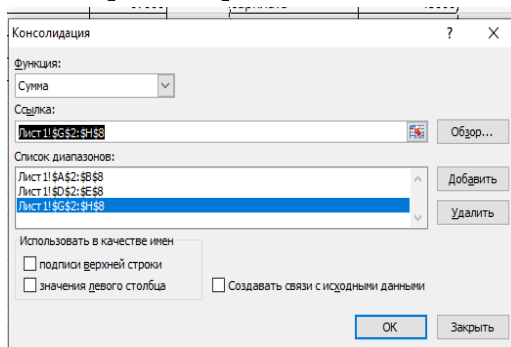 Консолидация ? X
Функция:
Сумма
Ссылка:
Лист1!$G$2:$H$8 Обзор...
Список диапазонов:
Лист1!$A$2:$B$8 Добавить
Лист1!$D$2:$E$8
Лист1!$G$2:$H$8 Удалить
Использовать в качестве имен
подписи верхней строки
значения левого столбца Создавать связи с исходными данными
ОК Закрыть